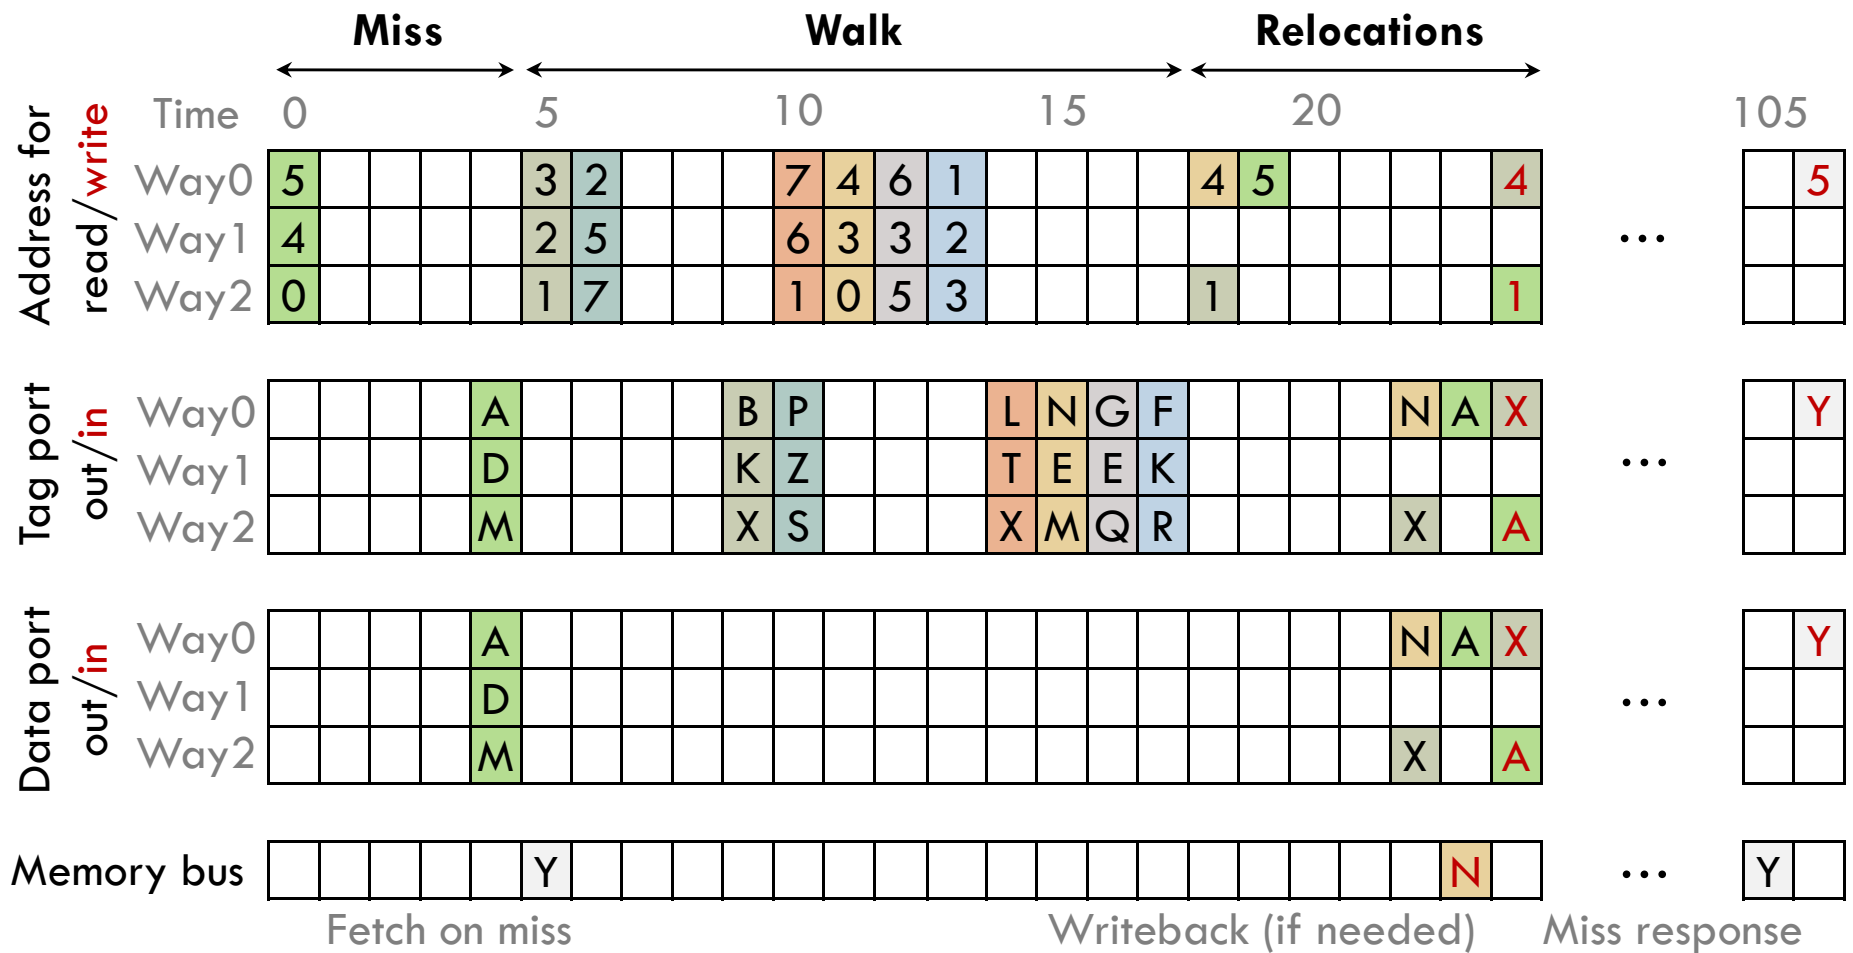 Miss Walk Relocations
Time 0 5 10 15 20 105
Address for read/write
Way0 5 3 2 7 4 6 1 4 5 4 5
Way1 4 2 5 6 3 3 2 ...
Way2 0 1 7 1 0 5 3 1 1
Tag port out/in
Way0 A B P L N G F N A X Y
Way1 D K Z T E E K ...
Way2 M X S X M Q R X A
Data port out/in
Way0 A N A X Y
Way1 D ...
Way2 M X A
Memory bus Y N ... Y
Fetch on miss Writeback (if needed) Miss response